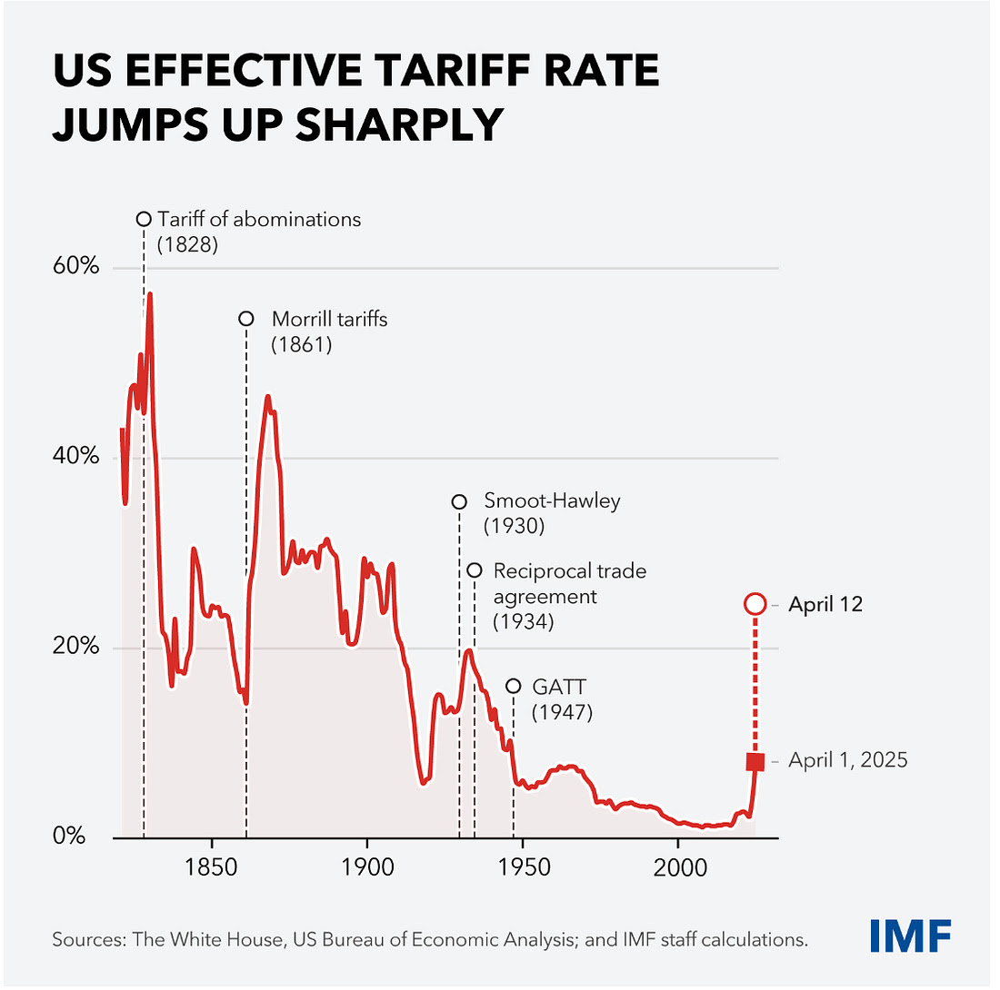 US EFFECTIVE TARIFF RATE
JUMPS UP SHARPLY
Tariff of abominations
(1828)
60%
Morrill tariffs
(1861)
40%
Smoot-Hawley
(1930)
Reciprocal trade
agreement
(1934)
April 12
20%
GATT
(1947)
April 1, 2025
0%
1850 1900 1950 2000
Sources: The White House, US Bureau of Economic Analysis; and IMF staff calculations.
IMF